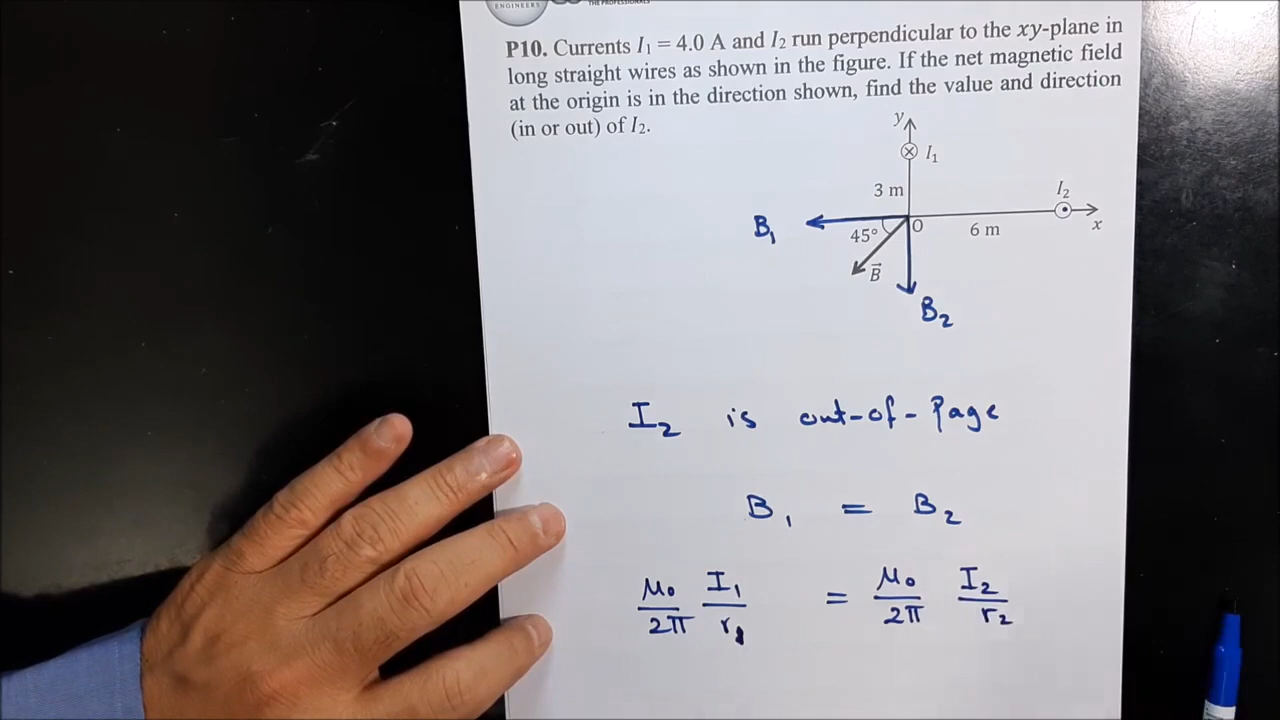 ENGINEERS
THE PROFESSIONALS
P10. Currents I₁ = 4.0 A and I₂ run perpendicular to the xy-plane in
long straight wires as shown in the figure. If the net magnetic field
at the origin is in the direction shown, find the value and direction
(in or out) of I₂.
y
I₁
3 m
I₂
B₁
45°
O
6 m
x
B⃗
B₂
I₂ is out-of-Page
B₁ = B₂
μ₀/2π I₁/r₁ = μ₀/2π I₂/r₂